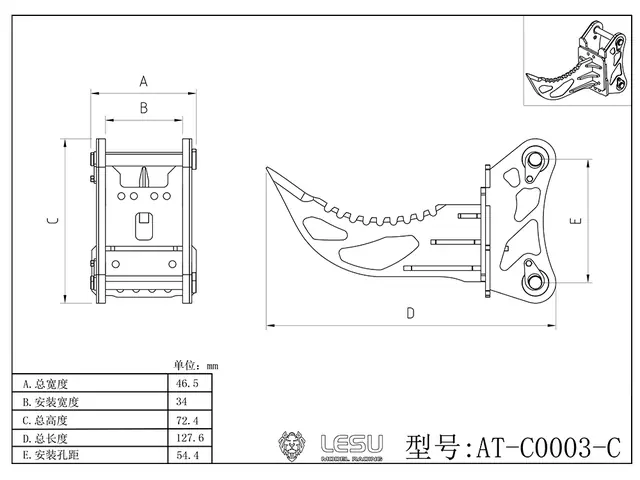 A
B
C
D
E
单位: mm
A.总宽度 46.5
B.安装宽度 34
C.总高度 72.4
D.总长度 127.6
E.安装孔距 54.4
LESU
MODEL RACING
型号:AT-C0003-C